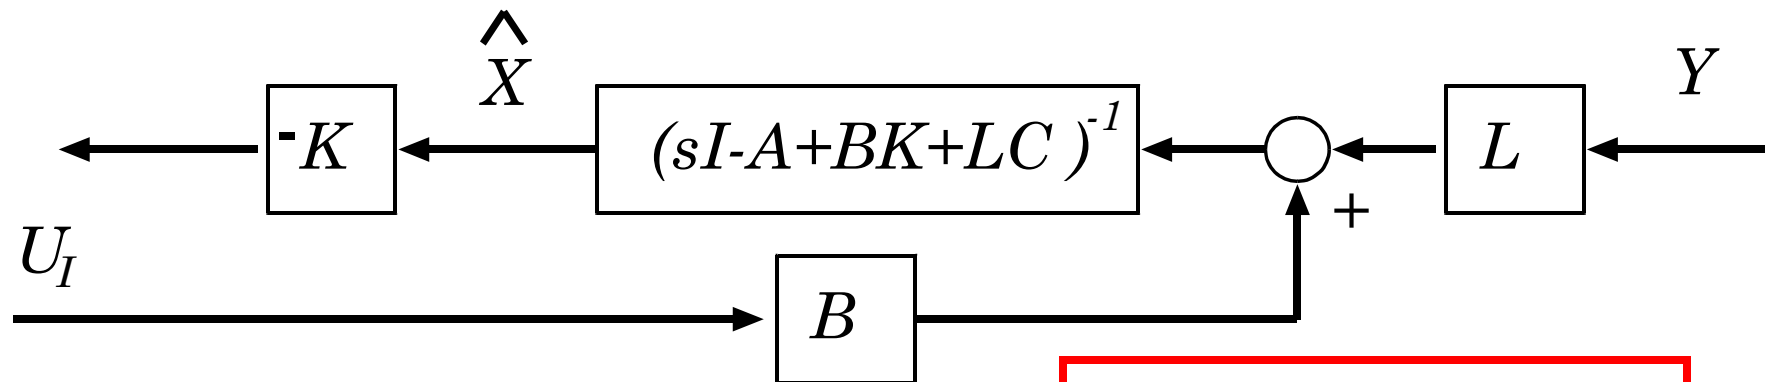 ^
X
Y
-K
(sI-A+BK+LC )-1
L
+
UI
B